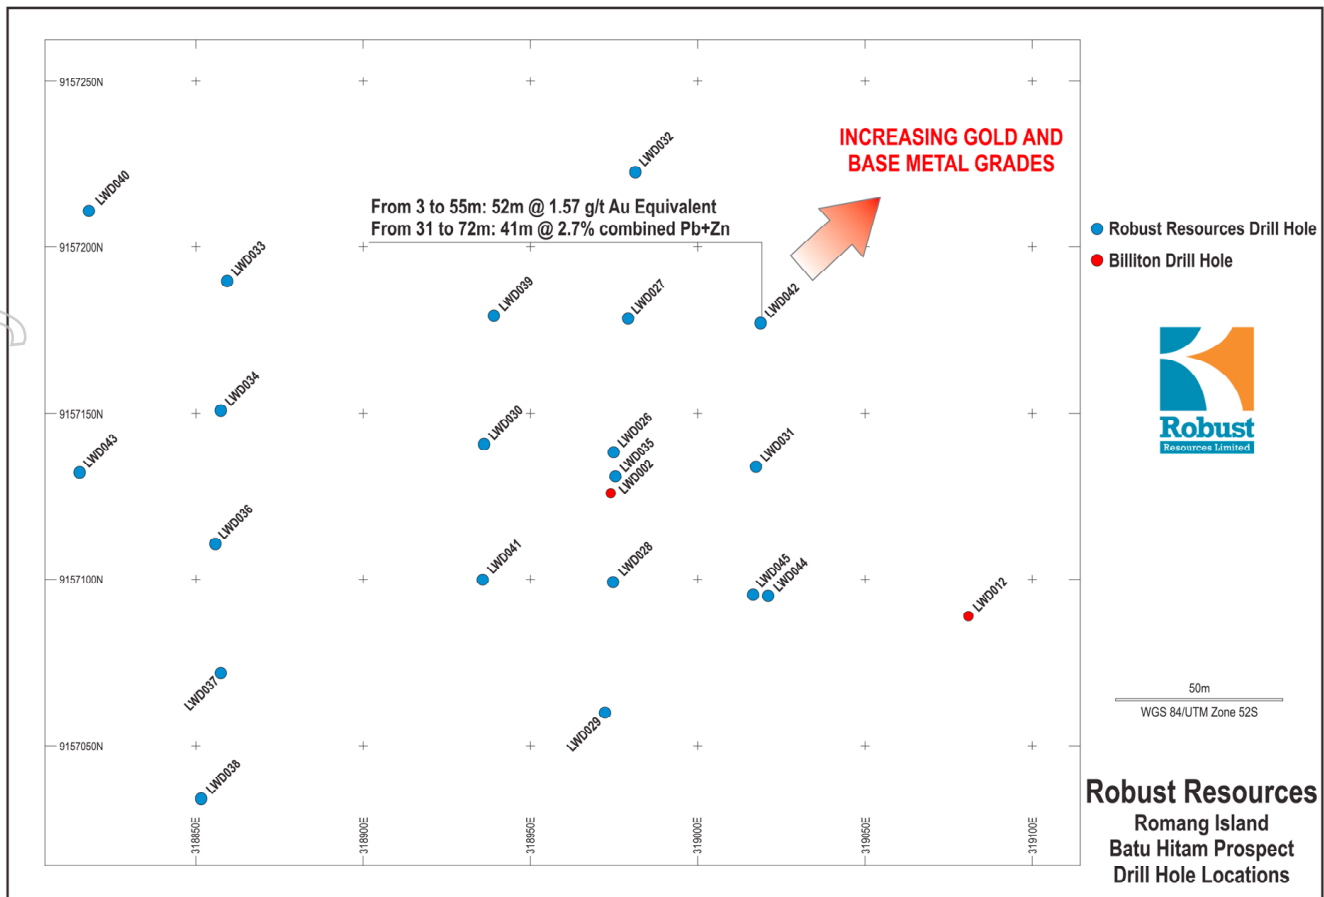 9157250N
LWD032
INCREASING GOLD AND
BASE METAL GRADES
LWD040
From 3 to 55m: 52m @ 1.57 g/t Au Equivalent
From 31 to 72m: 41m @ 2.7% combined Pb+Zn
Robust Resources Drill Hole
Billiton Drill Hole
9157200N
LWD033
LWD039
LWD027
LWD042
Robust
Resources Limited
LWD034
9157150N
LWD030
LWD026
LWD035
LWD002
LWD031
LWD043
LWD036
LWD041
LWD028
LWD045
LWD044
LWD012
9157100N
LWD037
LWD029
50m
WGS 84/UTM Zone 52S
9157050N
LWD038
318850E
318900E
318950E
319000E
319050E
319100E
Robust Resources
Romang Island
Batu Hitam Prospect
Drill Hole Locations